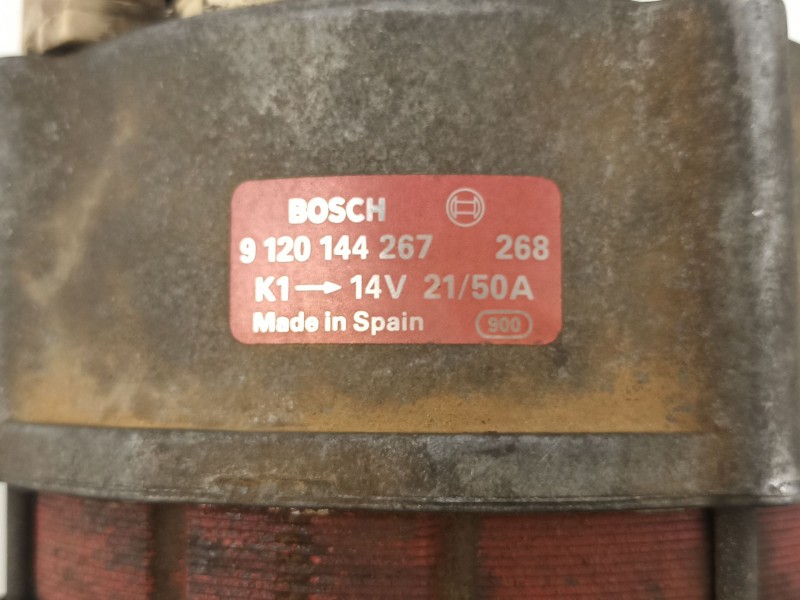 BOSCH
9 120 144 267 268
K1→14V 21/50A
Made in Spain 900